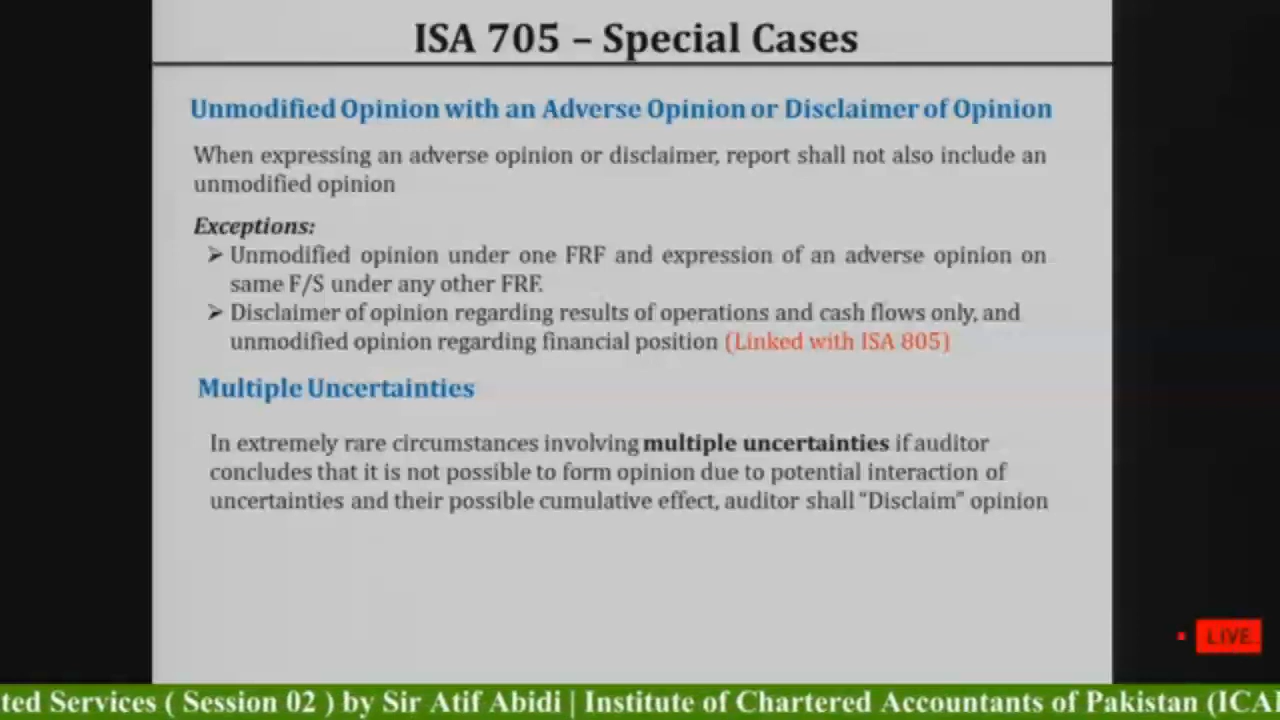 ISA 705 – Special Cases
Unmodified Opinion with an Adverse Opinion or Disclaimer of Opinion
When expressing an adverse opinion or disclaimer, report shall not also include an
unmodified opinion
Exceptions:
➢ Unmodified opinion under one FRF and expression of an adverse opinion on
same F/S under any other FRF.
➢ Disclaimer of opinion regarding results of operations and cash flows only, and
unmodified opinion regarding financial position (Linked with ISA 805)
Multiple Uncertainties
In extremely rare circumstances involving multiple uncertainties if auditor
concludes that it is not possible to form opinion due to potential interaction of
uncertainties and their possible cumulative effect, auditor shall “Disclaim” opinion
LIVE
ted Services ( Session 02 ) by Sir Atif Abidi | Institute of Chartered Accountants of Pakistan (ICA